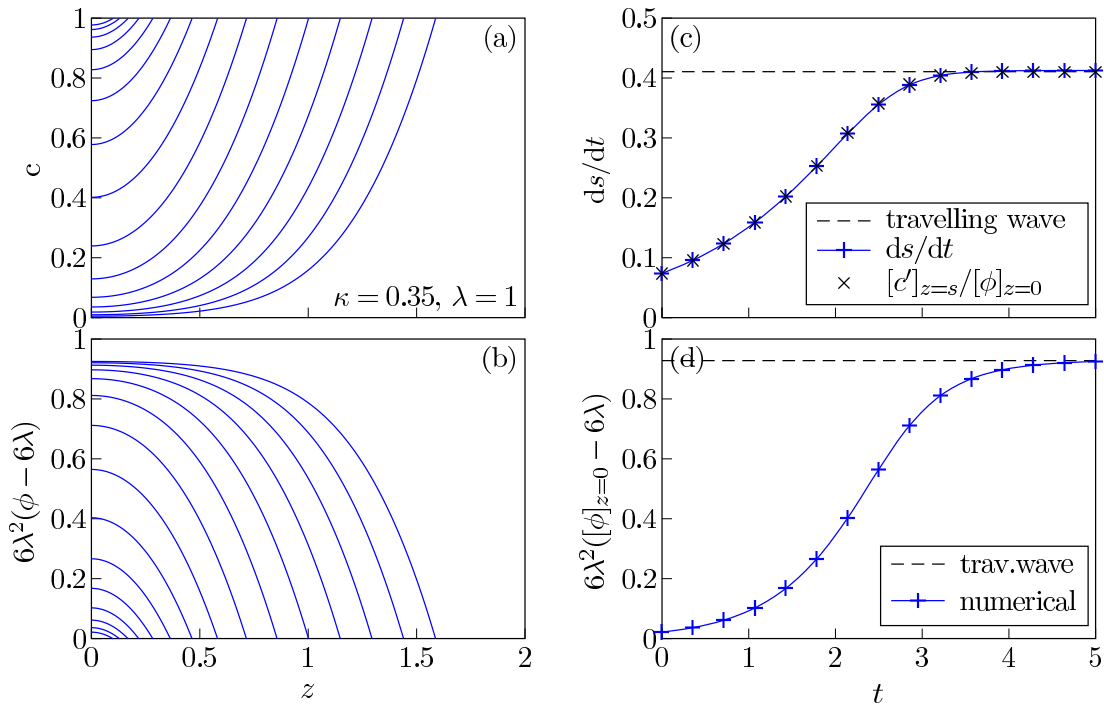 (a)
1
0.8
0.6
0.4
0.2
0
c
κ = 0.35, λ = 1
(c)
0.5
0.4
0.3
0.2
0.1
0
ds/dt
travelling wave
ds/dt
[c′]z=s/[ϕ]z=0
(b)
1
0.8
0.6
0.4
0.2
0
6λ²(ϕ − 6λ)
0 0.5 1 1.5 2
z
(d)
1
0.8
0.6
0.4
0.2
0
6λ²([ϕ]z=0 − 6λ)
trav.wave
numerical
0 1 2 3 4 5
t